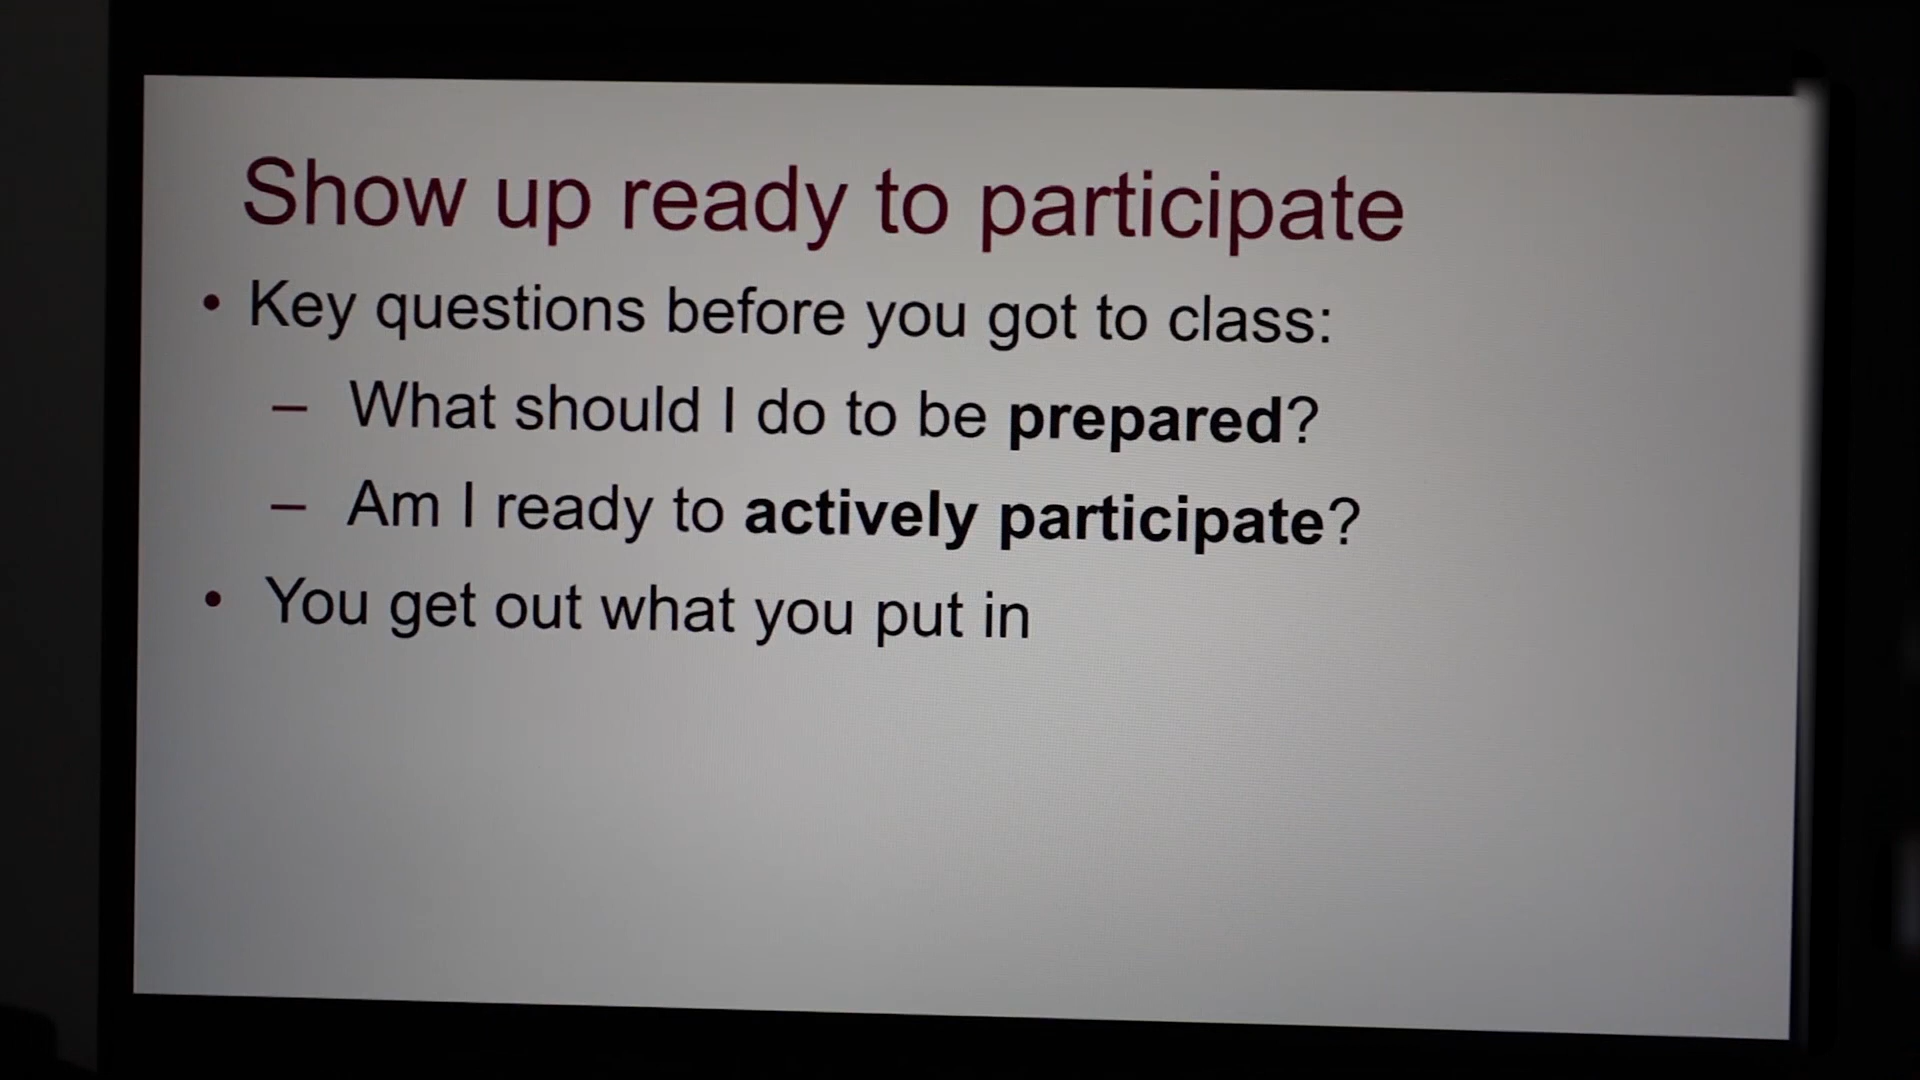 Show up ready to participate
• Key questions before you got to class:
– What should I do to be prepared?
– Am I ready to actively participate?
• You get out what you put in